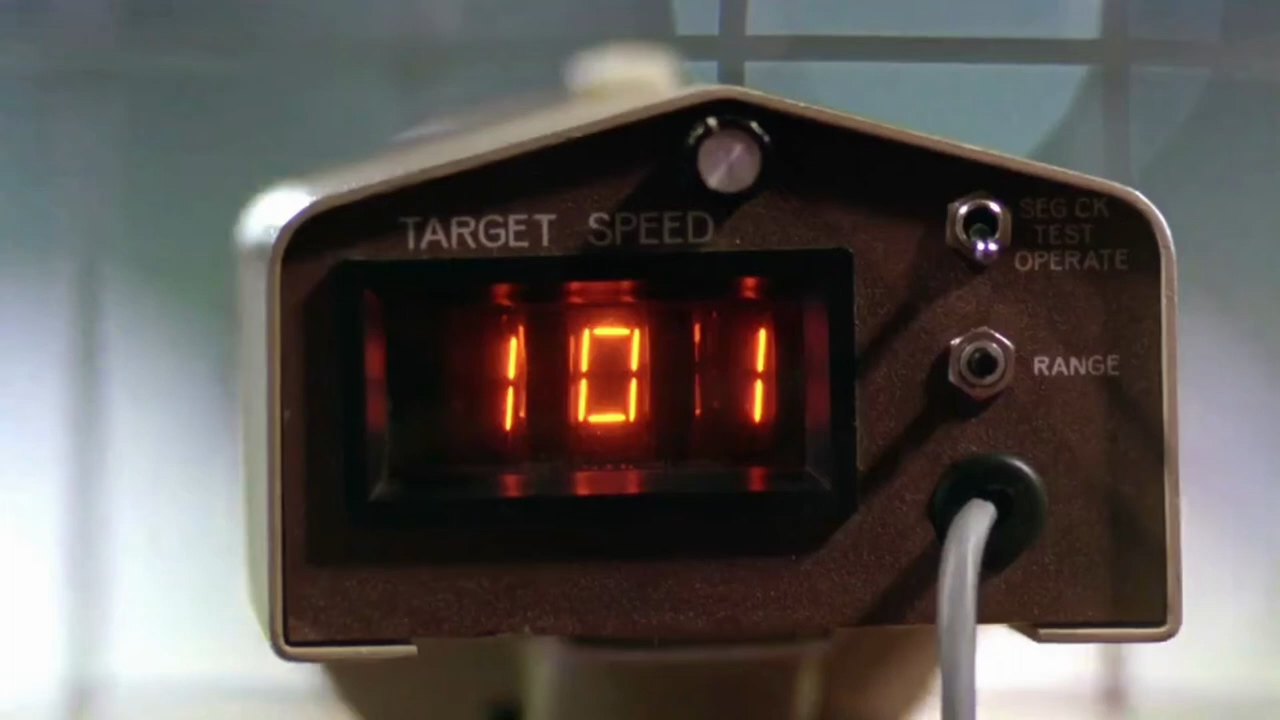 TARGET SPEED
101
SEG CK
TEST
OPERATE
RANGE